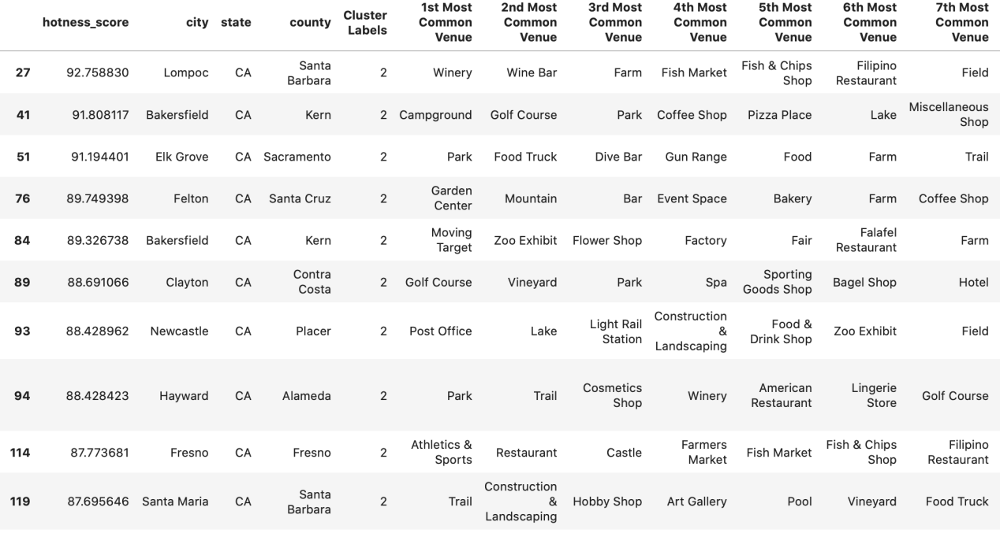 hotness_score city state county Cluster Labels 1st Most Common Venue 2nd Most Common Venue 3rd Most Common Venue 4th Most Common Venue 5th Most Common Venue 6th Most Common Venue 7th Most Common Venue
27 92.758830 Lompoc CA Santa Barbara 2 Winery Wine Bar Farm Fish Market Fish & Chips Shop Filipino Restaurant Field
41 91.808117 Bakersfield CA Kern 2 Campground Golf Course Park Coffee Shop Pizza Place Lake Miscellaneous Shop
51 91.194401 Elk Grove CA Sacramento 2 Park Food Truck Dive Bar Gun Range Food Farm Trail
76 89.749398 Felton CA Santa Cruz 2 Garden Center Mountain Bar Event Space Bakery Farm Coffee Shop
84 89.326738 Bakersfield CA Kern 2 Moving Target Zoo Exhibit Flower Shop Factory Fair Falafel Restaurant Farm
89 88.691066 Clayton CA Contra Costa 2 Golf Course Vineyard Park Spa Sporting Goods Shop Bagel Shop Hotel
93 88.428962 Newcastle CA Placer 2 Post Office Lake Light Rail Station Construction & Landscaping Food & Drink Shop Zoo Exhibit Field
94 88.428423 Hayward CA Alameda 2 Park Trail Cosmetics Shop Winery American Restaurant Lingerie Store Golf Course
114 87.773681 Fresno CA Fresno 2 Athletics & Sports Restaurant Castle Farmers Market Fish Market Fish & Chips Shop Filipino Restaurant
119 87.695646 Santa Maria CA Santa Barbara 2 Trail Construction & Landscaping Hobby Shop Art Gallery Pool Vineyard Food Truck